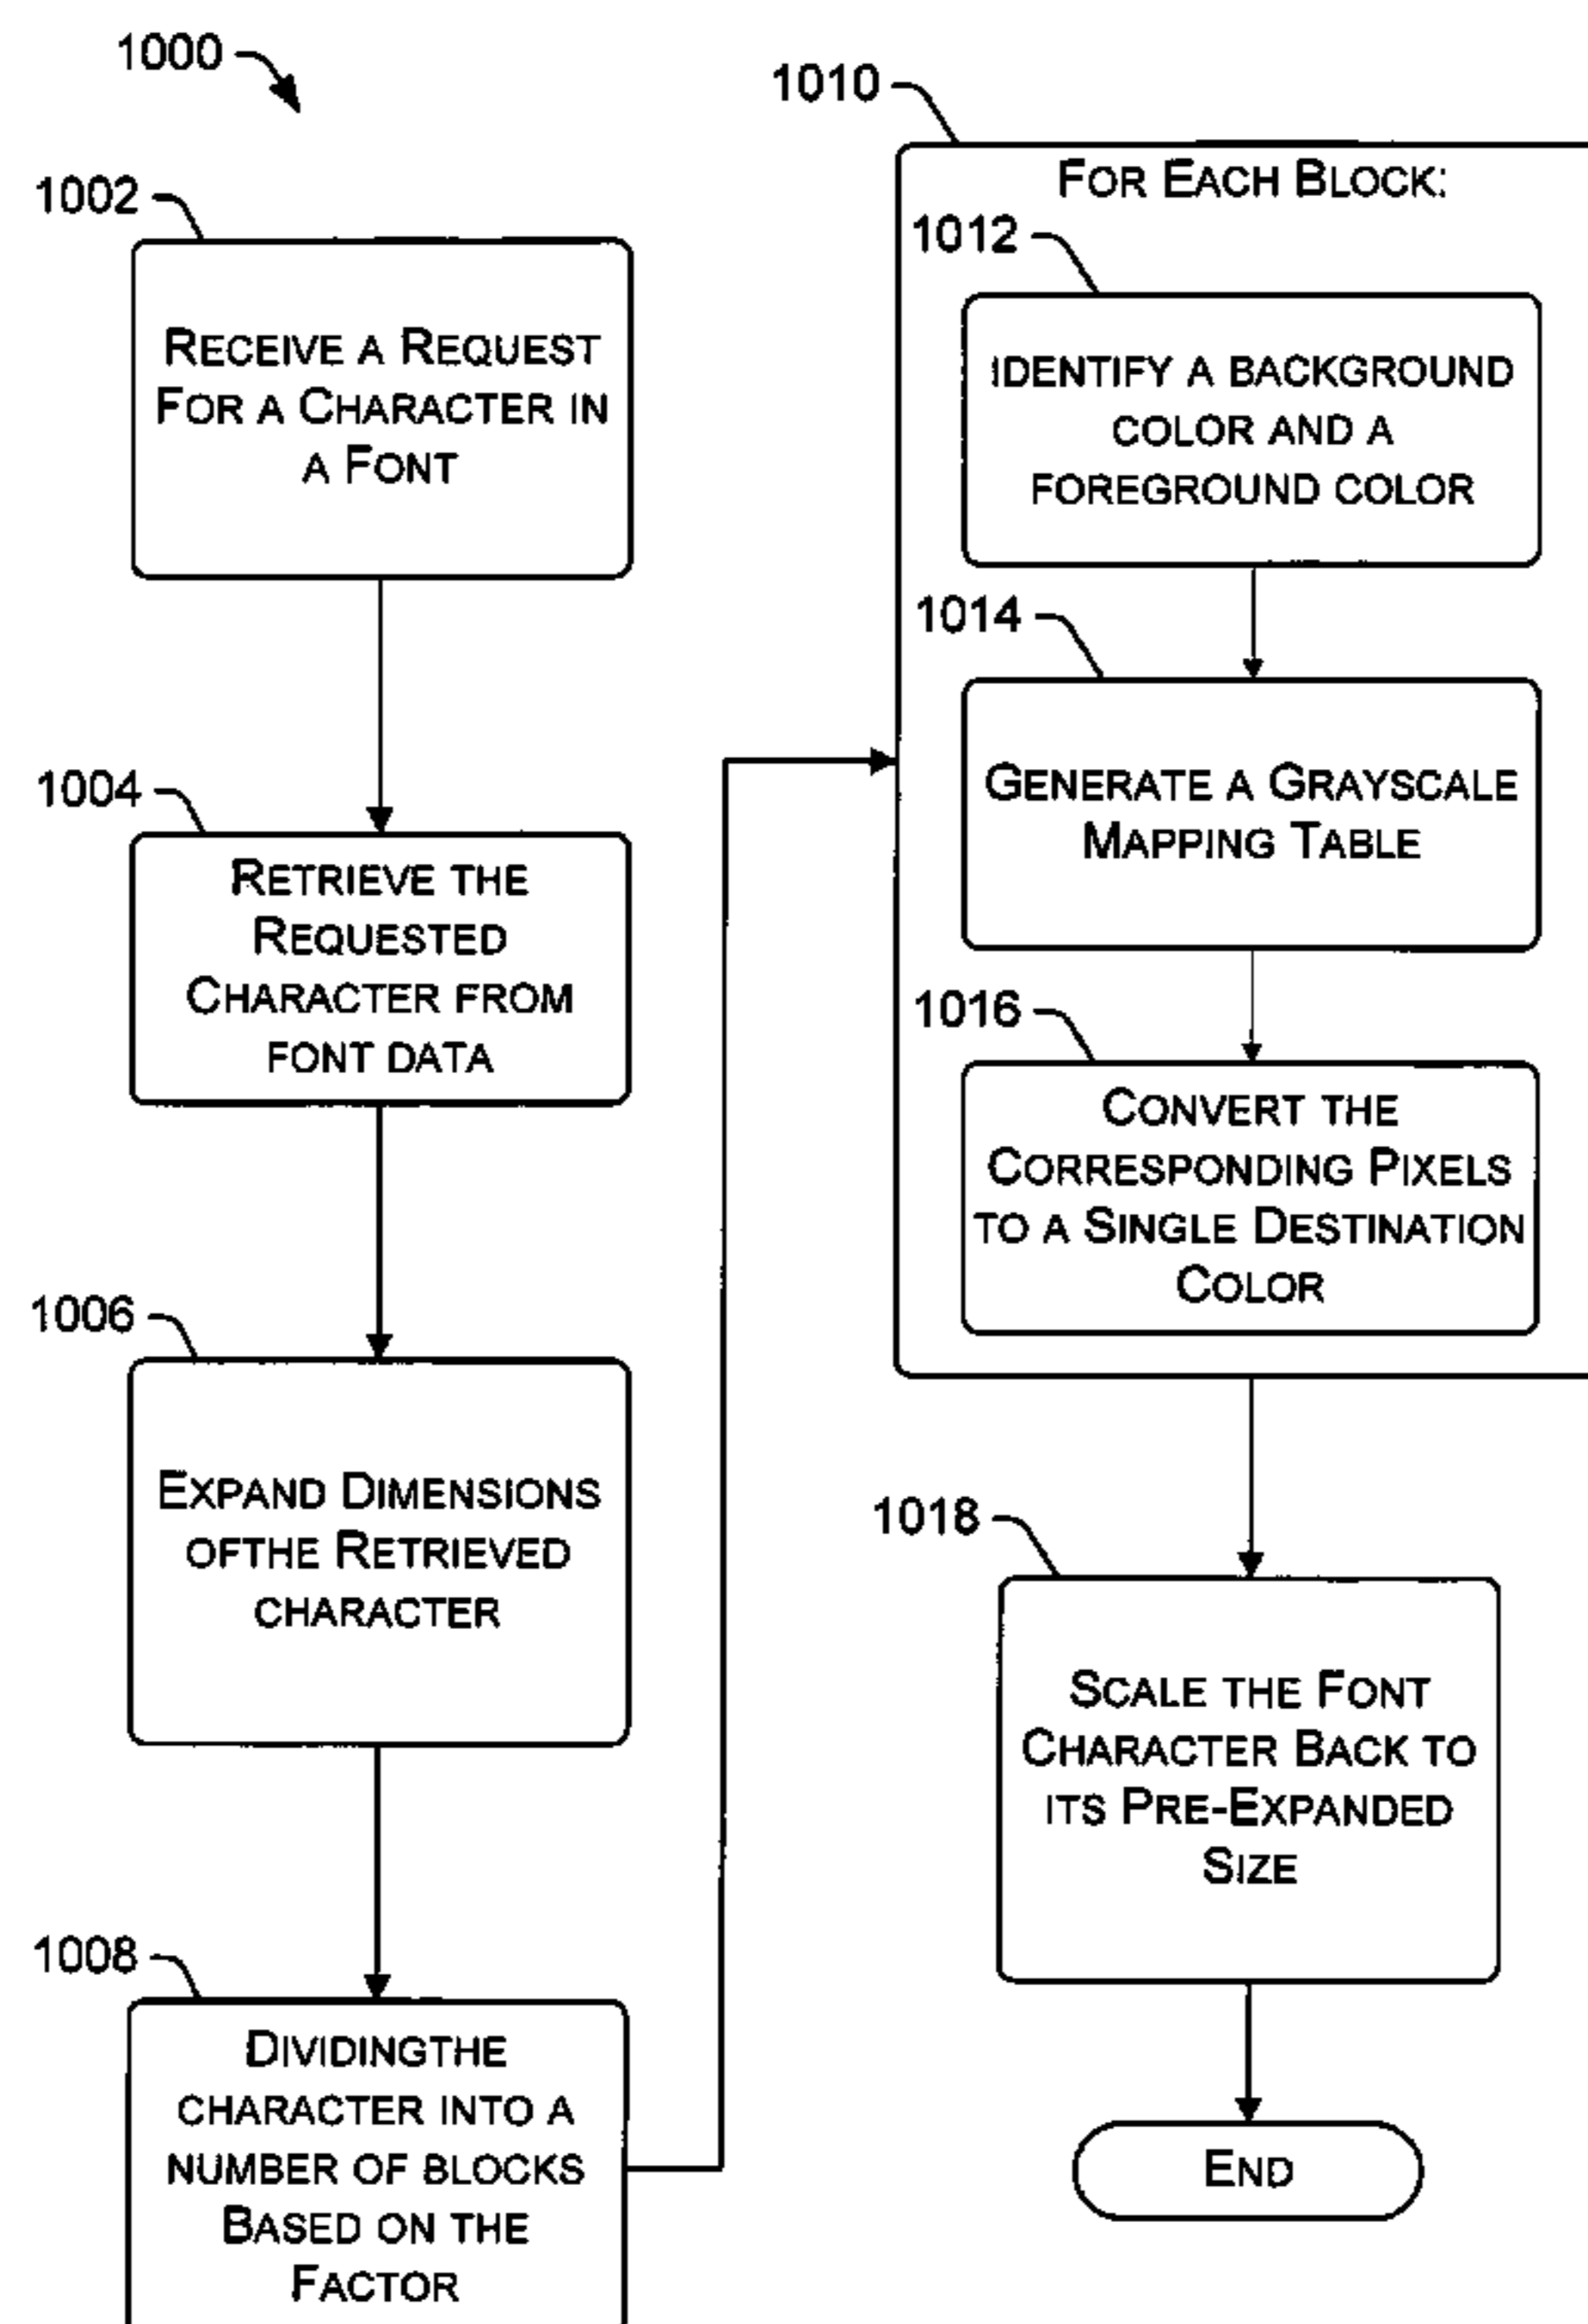 1000
1002
RECEIVE A REQUEST
FOR A CHARACTER IN
A FONT
1004
RETRIEVE THE
REQUESTED
CHARACTER FROM
FONT DATA
1006
EXPAND DIMENSIONS
OFTHE RETRIEVED
CHARACTER
1008
DIVIDINGTHE
CHARACTER INTO A
NUMBER OF BLOCKS
BASED ON THE
FACTOR
1010
FOR EACH BLOCK:
1012
IDENTIFY A BACKGROUND
COLOR AND A
FOREGROUND COLOR
1014
GENERATE A GRAYSCALE
MAPPING TABLE
1016
CONVERT THE
CORRESPONDING PIXELS
TO A SINGLE DESTINATION
COLOR
1018
SCALE THE FONT
CHARACTER BACK TO
ITS PRE-EXPANDED
SIZE
END